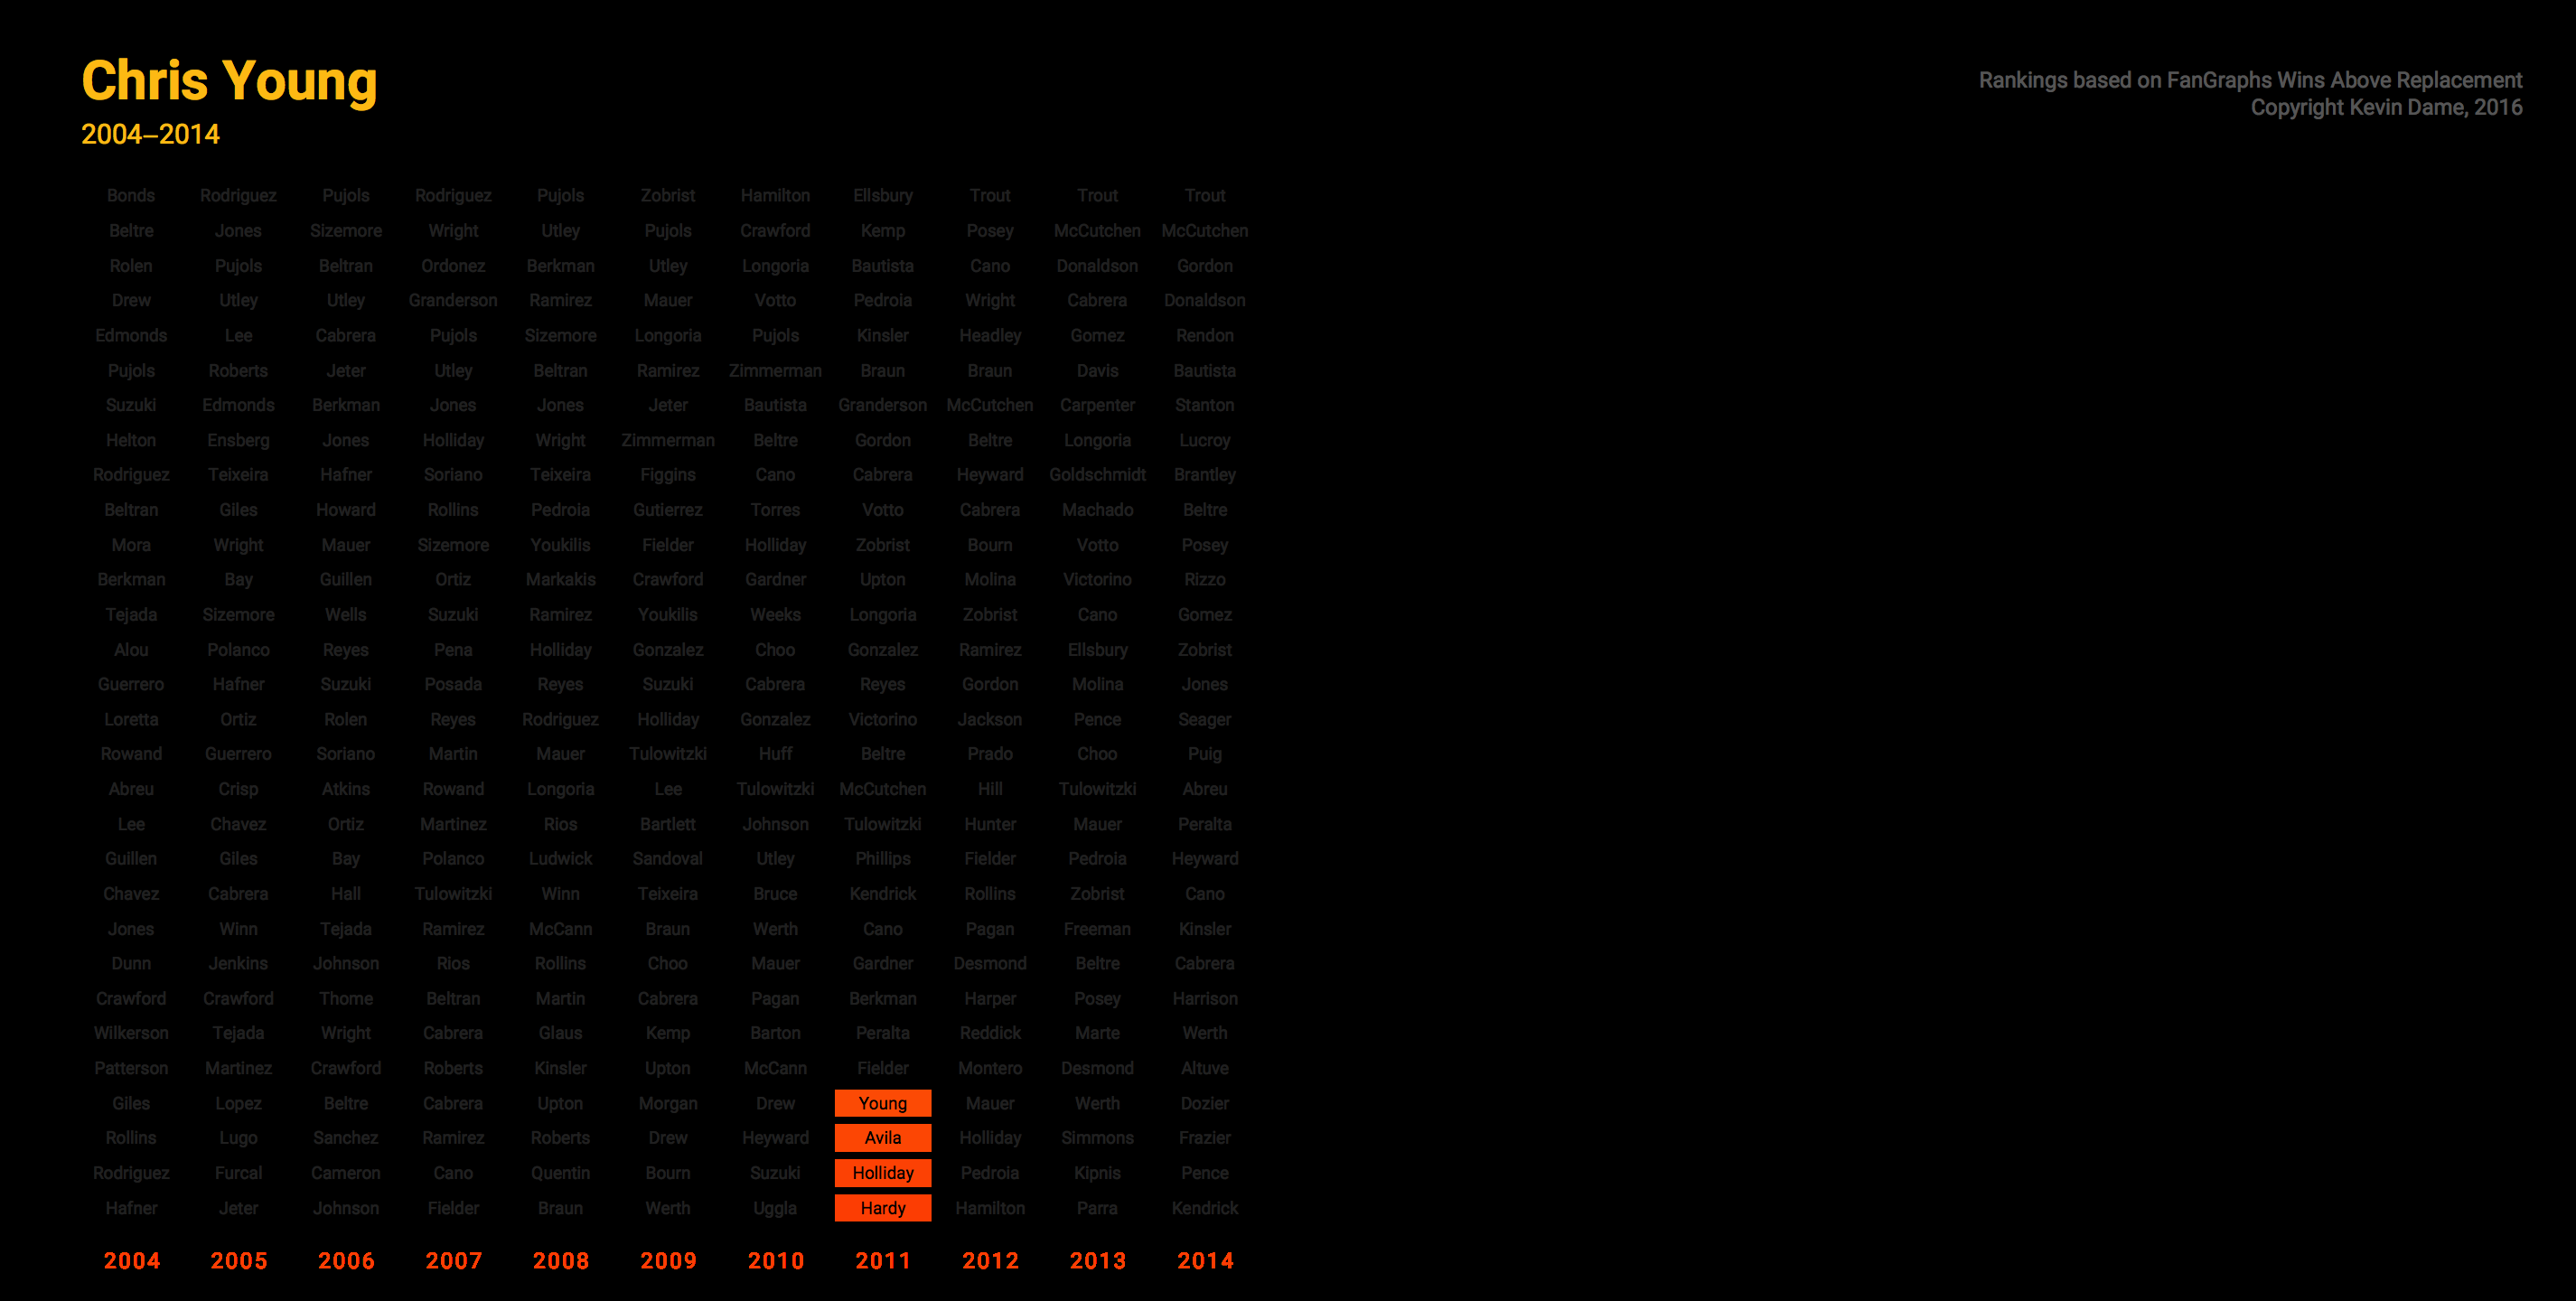 Chris Young
2004–2014
Rankings based on FanGraphs Wins Above Replacement
Copyright Kevin Dame, 2016
Bonds Rodriguez Pujols Rodriguez Pujols Zobrist Hamilton Ellsbury Trout Trout Trout
Beltre Jones Sizemore Wright Utley Pujols Crawford Kemp Posey McCutchen McCutchen
Rolen Pujols Beltran Ordonez Berkman Utley Longoria Bautista Cano Donaldson Gordon
Drew Utley Utley Granderson Ramirez Mauer Votto Pedroia Wright Cabrera Donaldson
Edmonds Lee Cabrera Pujols Sizemore Longoria Pujols Kinsler Headley Gomez Rendon
Pujols Roberts Jeter Utley Beltran Ramirez Zimmerman Braun Braun Davis Bautista
Suzuki Edmonds Berkman Jones Jones Jeter Bautista Granderson McCutchen Carpenter Stanton
Helton Ensberg Jones Holliday Wright Zimmerman Beltre Gordon Beltre Longoria Lucroy
Rodriguez Teixeira Hafner Soriano Teixeira Figgins Cano Cabrera Heyward Goldschmidt Brantley
Beltran Giles Howard Rollins Pedroia Gutierrez Torres Votto Cabrera Machado Beltre
Mora Wright Mauer Sizemore Youkilis Fielder Holliday Zobrist Bourn Votto Posey
Berkman Bay Guillen Ortiz Markakis Crawford Gardner Upton Molina Victorino Rizzo
Tejada Sizemore Wells Suzuki Ramirez Youkilis Weeks Longoria Zobrist Cano Gomez
Alou Polanco Reyes Pena Holliday Gonzalez Choo Gonzalez Ramirez Ellsbury Zobrist
Guerrero Hafner Suzuki Posada Reyes Suzuki Cabrera Reyes Gordon Molina Jones
Loretta Ortiz Rolen Reyes Rodriguez Holliday Gonzalez Victorino Jackson Pence Seager
Rowand Guerrero Soriano Martin Mauer Tulowitzki Huff Beltre Prado Choo Puig
Abreu Crisp Atkins Rowand Longoria Lee Tulowitzki McCutchen Hill Tulowitzki Abreu
Lee Chavez Ortiz Martinez Rios Bartlett Johnson Tulowitzki Hunter Mauer Peralta
Guillen Giles Bay Polanco Ludwick Sandoval Utley Phillips Fielder Pedroia Heyward
Chavez Cabrera Hall Tulowitzki Winn Teixeira Bruce Kendrick Rollins Zobrist Cano
Jones Winn Tejada Ramirez McCann Braun Werth Cano Pagan Freeman Kinsler
Dunn Jenkins Johnson Rios Rollins Choo Mauer Gardner Desmond Beltre Cabrera
Crawford Crawford Thome Beltran Martin Cabrera Pagan Berkman Harper Posey Harrison
Wilkerson Tejada Wright Cabrera Glaus Kemp Barton Peralta Reddick Marte Werth
Patterson Martinez Crawford Roberts Kinsler Upton McCann Fielder Montero Desmond Altuve
Giles Lopez Beltre Cabrera Upton Morgan Drew Young Mauer Werth Dozier
Rollins Lugo Sanchez Ramirez Roberts Drew Heyward Avila Holliday Simmons Frazier
Rodriguez Furcal Cameron Cano Quentin Bourn Suzuki Holliday Pedroia Kipnis Pence
Hafner Jeter Johnson Fielder Braun Werth Uggla Hardy Hamilton Parra Kendrick
2004 2005 2006 2007 2008 2009 2010 2011 2012 2013 2014